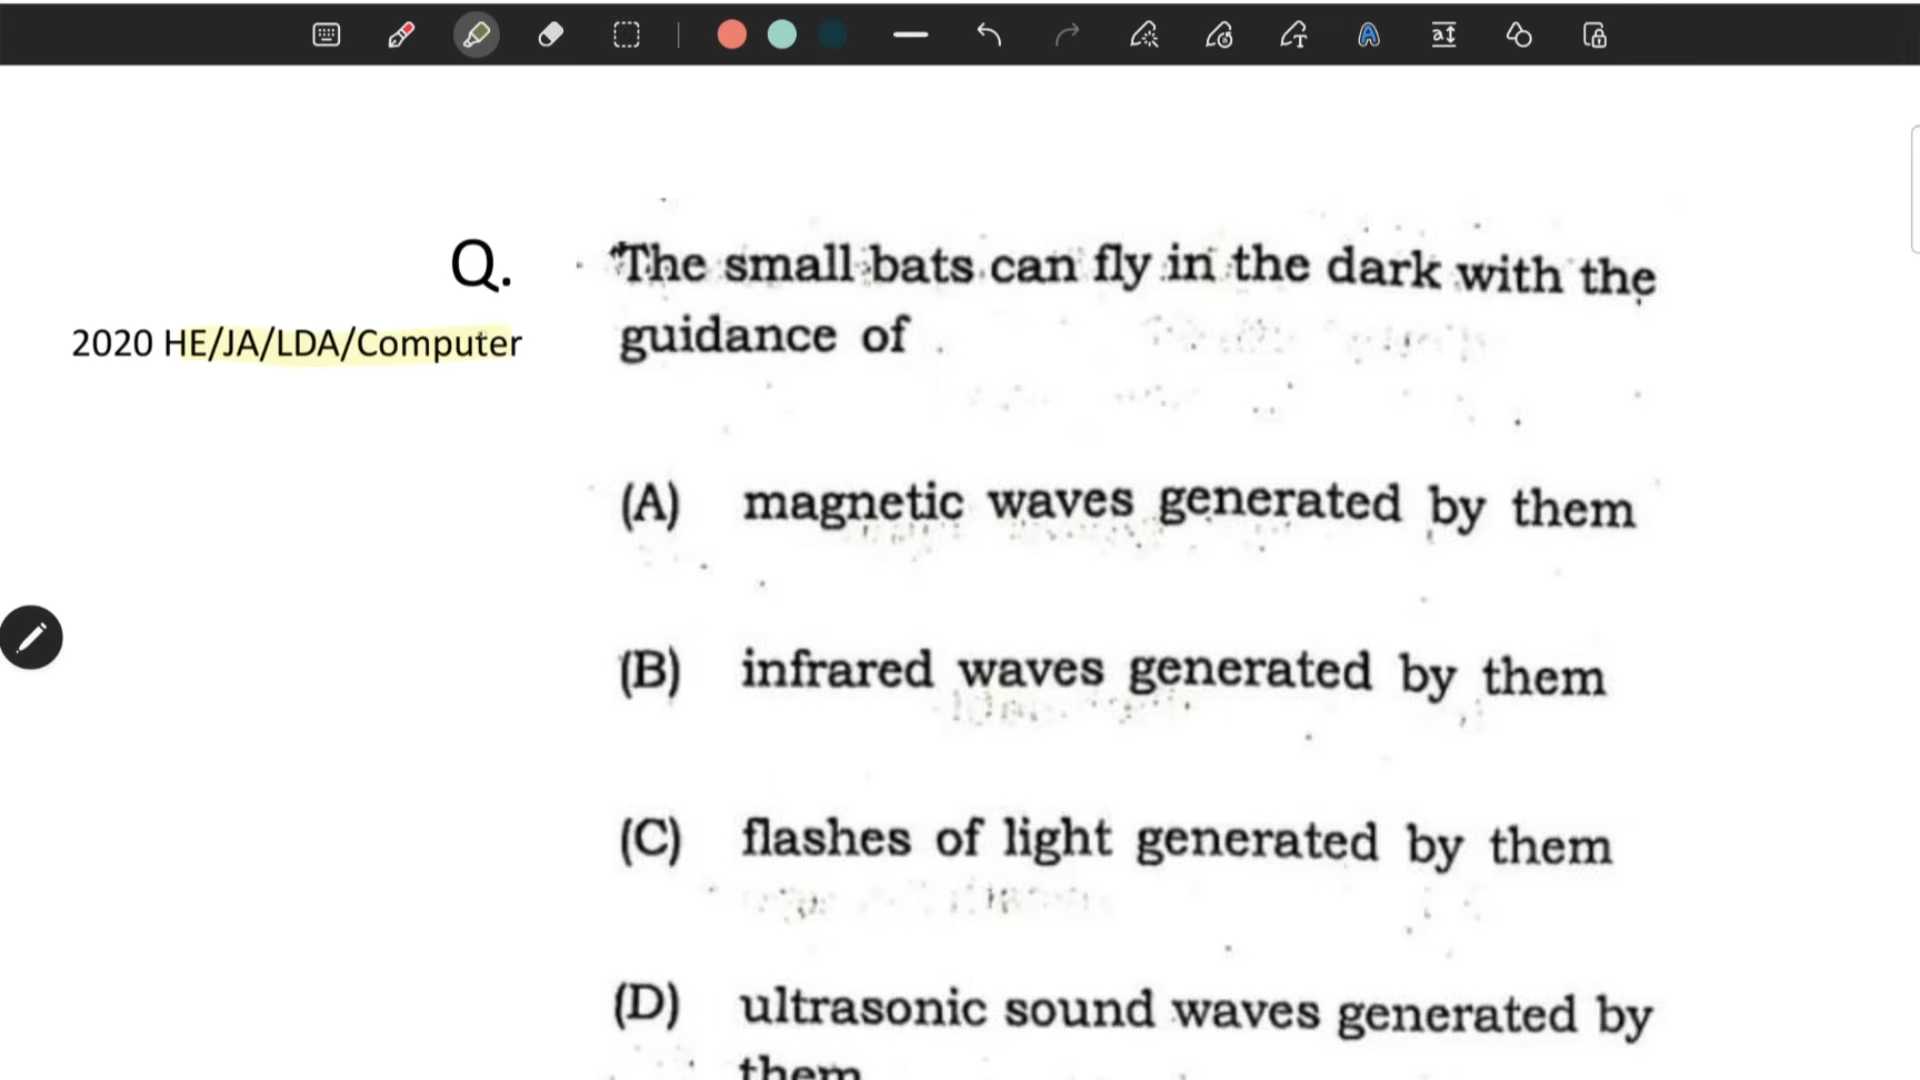 Q.
2020 HE/JA/LDA/Computer
The small bats can fly in the dark with the
guidance of
(A) magnetic waves generated by them
(B) infrared waves generated by them
(C) flashes of light generated by them
(D) ultrasonic sound waves generated by
them